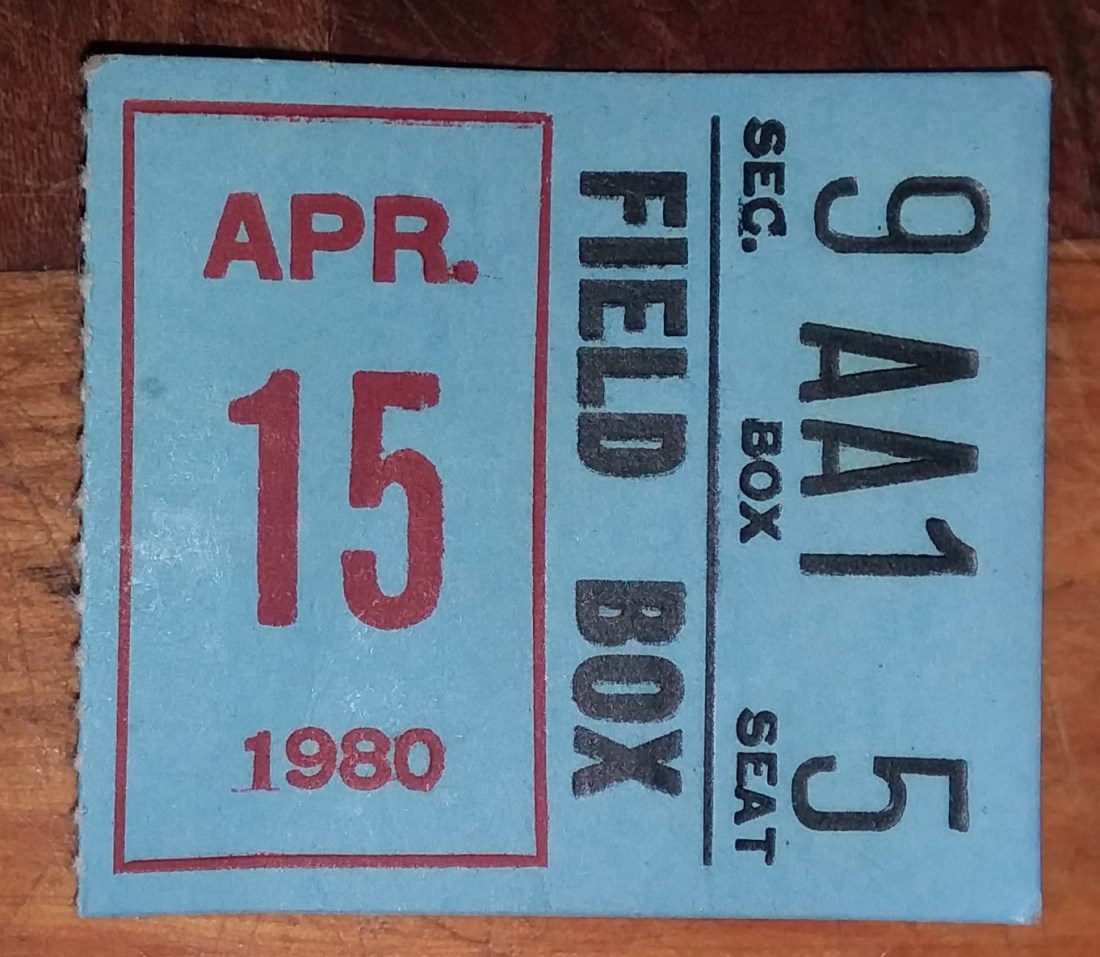 APR.
15
1980
9 AA1 5
SEC. BOX SEAT
FIELD BOX